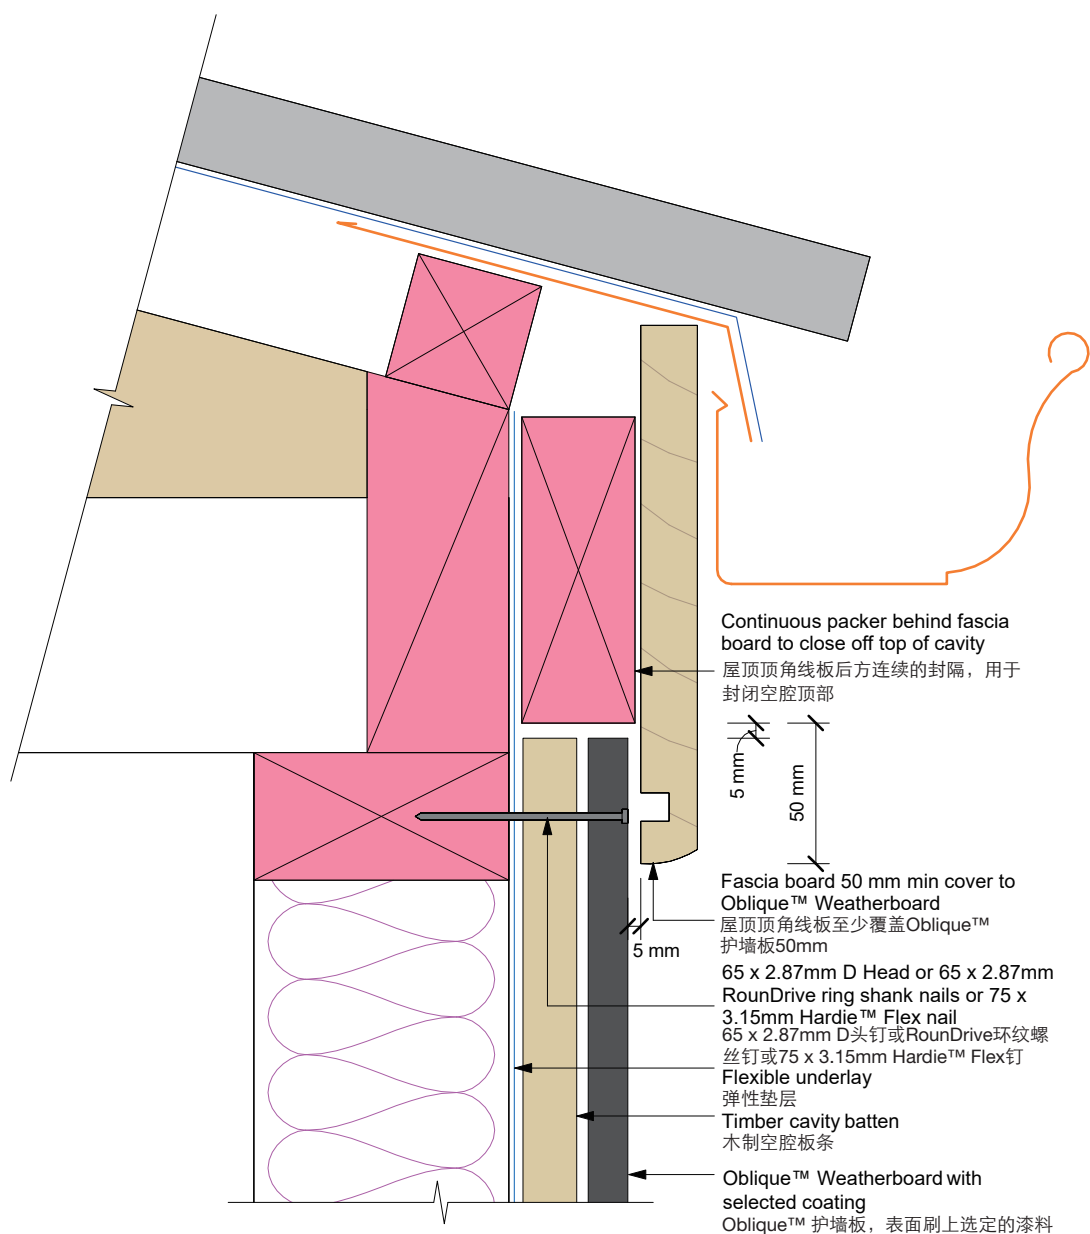 Continuous packer behind fascia
board to close off top of cavity
屋顶顶角线板后方连续的封隔，用于
封闭空腔顶部
5 mm
50 mm
Fascia board 50 mm min cover to
Oblique™ Weatherboard
屋顶顶角线板至少覆盖Oblique™
护墙板50mm
5 mm
65 x 2.87mm D Head or 65 x 2.87mm
RounDrive ring shank nails or 75 x
3.15mm Hardie™ Flex nail
65 x 2.87mm D头钉或RounDrive环纹螺
丝钉或75 x 3.15mm Hardie™ Flex钉
Flexible underlay
弹性垫层
Timber cavity batten
木制空腔板条
Oblique™ Weatherboard with
selected coating
Oblique™ 护墙板，表面刷上选定的漆料